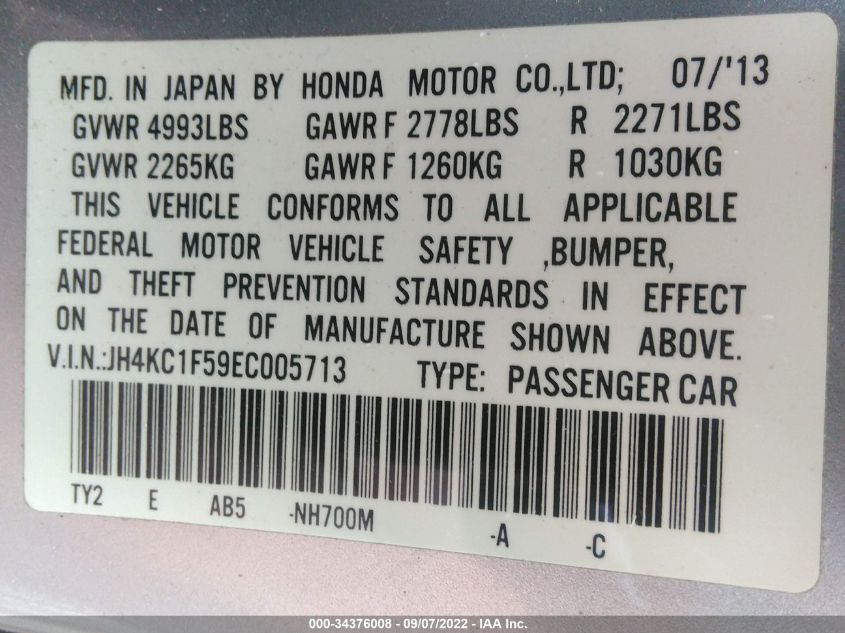 MFD. IN JAPAN BY HONDA MOTOR CO.,LTD; 07/'13
GVWR 4993LBS GAWR F 2778LBS R 2271LBS
GVWR 2265KG GAWR F 1260KG R 1030KG
THIS VEHICLE CONFORMS TO ALL APPLICABLE
FEDERAL MOTOR VEHICLE SAFETY ,BUMPER,
AND THEFT PREVENTION STANDARDS IN EFFECT
ON THE DATE OF MANUFACTURE SHOWN ABOVE.
V.I.N.:JH4KC1F59EC005713 TYPE: PASSENGER CAR
TY2 E AB5 -NH700M -A -C
000-34376008 - 09/07/2022 - IAA Inc.